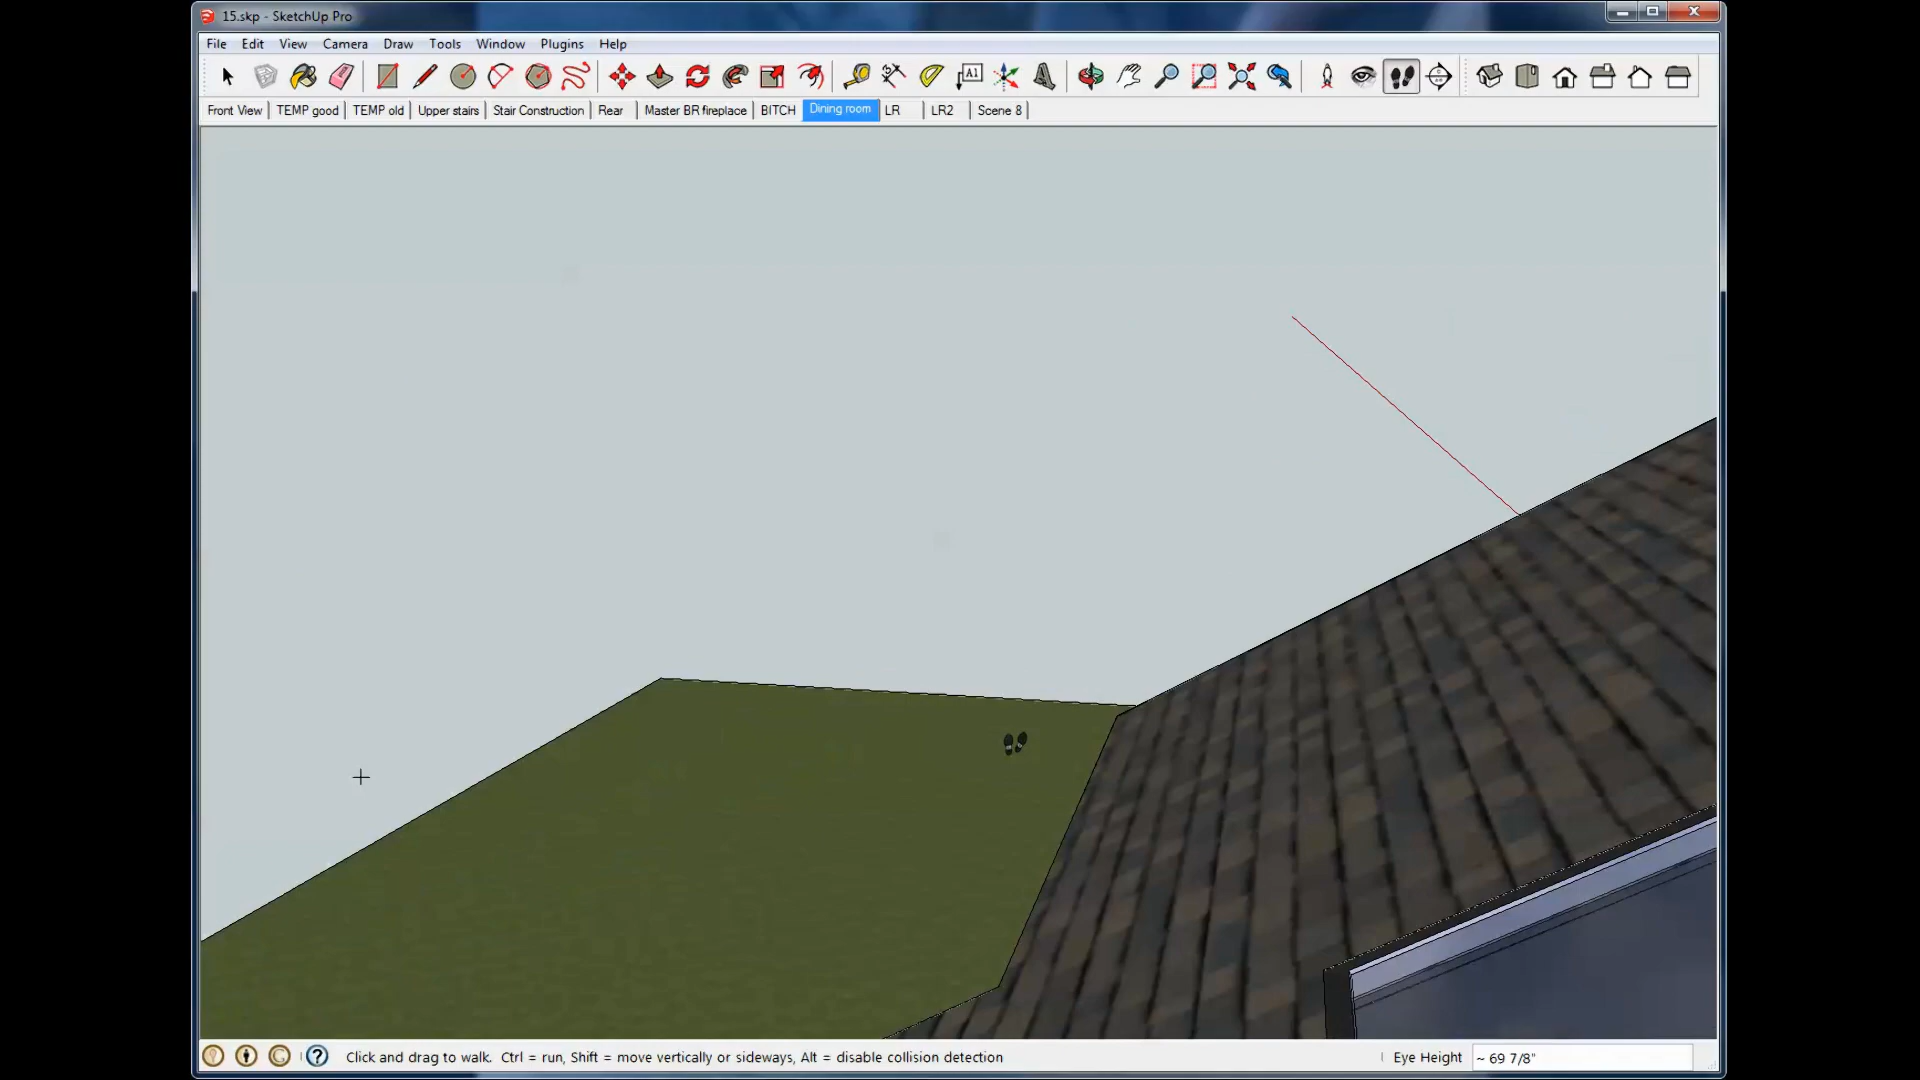 15.skp - SketchUp Pro
File Edit View Camera Draw Tools Window Plugins Help
A1
Front View TEMP good TEMP old Upper stairs Stair Construction Rear Master BR fireplace BITCH Dining room LR LR2 Scene 8
Click and drag to walk. Ctrl = run, Shift = move vertically or sideways, Alt = disable collision detection Eye Height ~ 69 7/8"